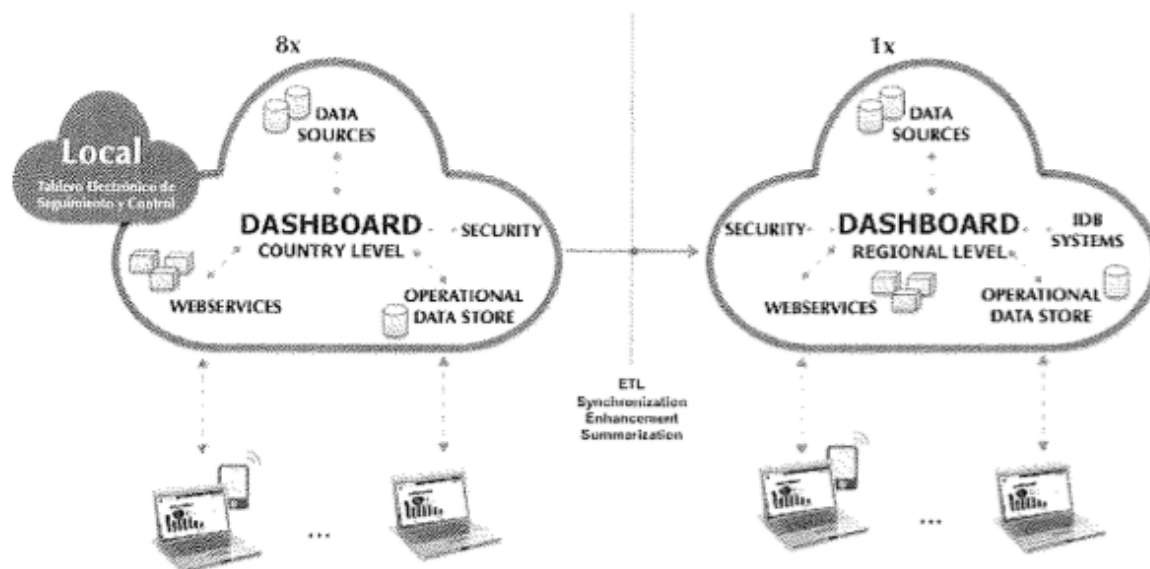 8x
DATA
SOURCES
Local
Tablero Electrónico de
Seguimiento y Control
DASHBOARD
COUNTRY LEVEL
SECURITY
WEBSERVICES
OPERATIONAL
DATA STORE
ETL
Synchronization
Enhancement
Summarization
1x
DATA
SOURCES
SECURITY
DASHBOARD
REGIONAL LEVEL
IDB
SYSTEMS
WEBSERVICES
OPERATIONAL
DATA STORE
...
...
...
...